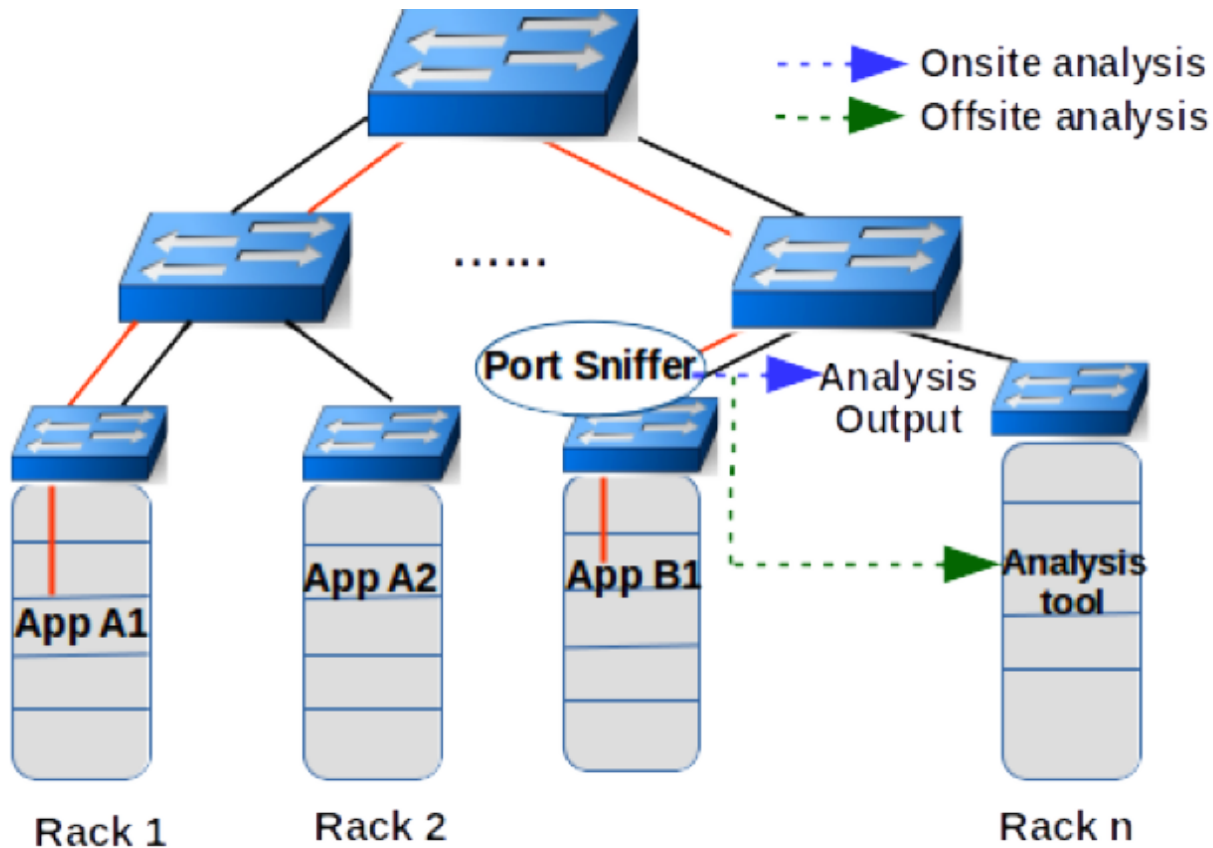 Onsite analysis
Offsite analysis
......
Port Sniffer
Analysis
Output
App A1
App A2
App B1
Analysis
tool
Rack 1
Rack 2
Rack n